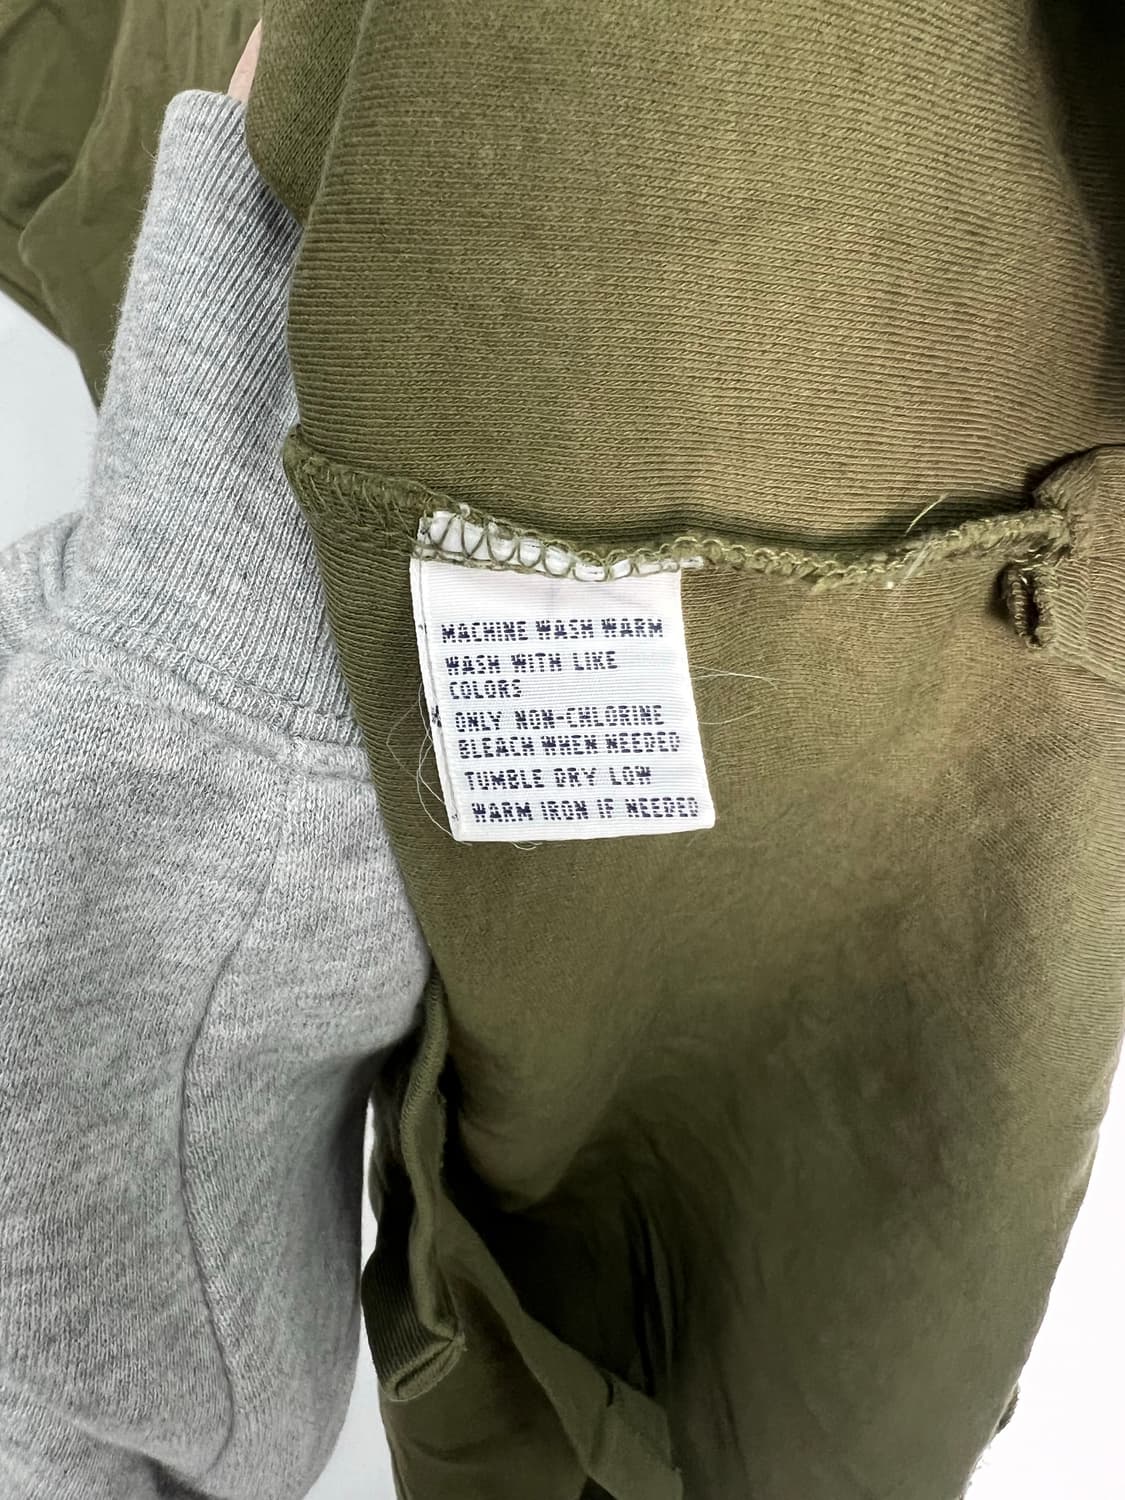 MACHINE WASH WARM
WASH WITH LIKE
COLORS
ONLY NON-CHLORINE
BLEACH WHEN NEEDED
TUMBLE DRY LOW
WARM IRON IF NEEDED